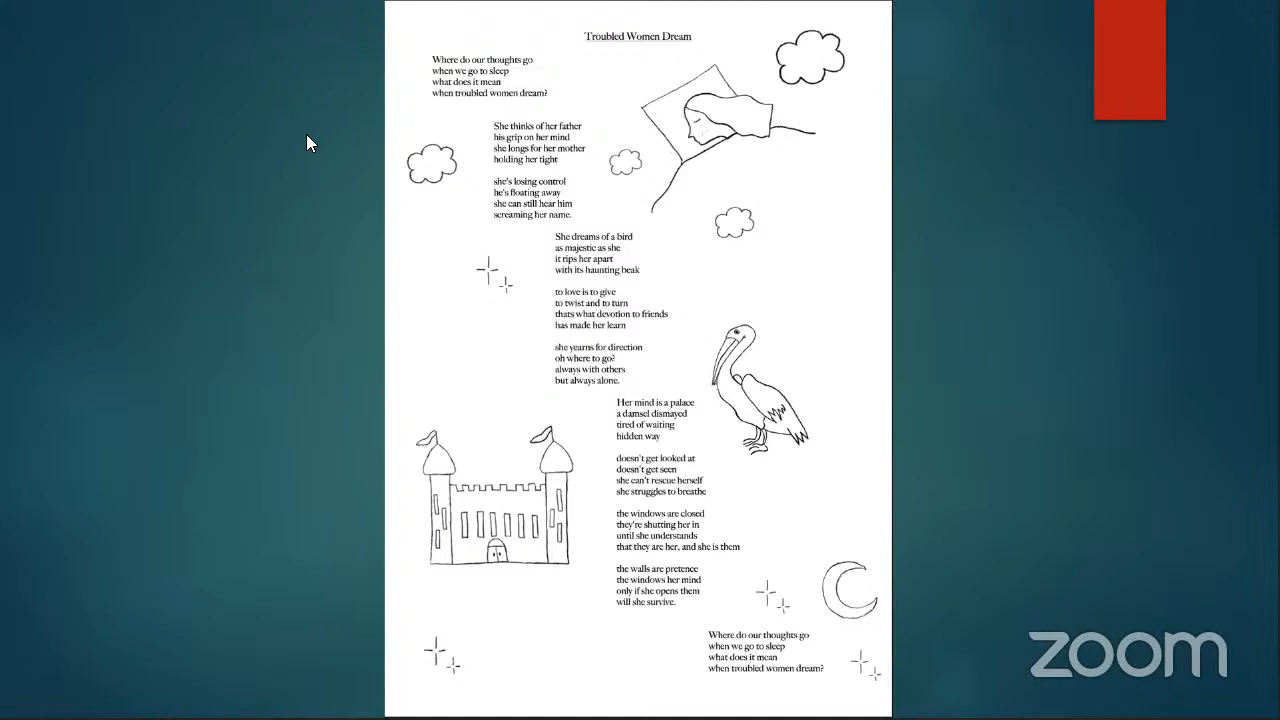 Troubled Women Dream
Where do our thoughts go
when we go to sleep
what does it mean
when troubled women dream?
She thinks of her father
his grip on her mind
she longs for her mother
holding her tight
she's losing control
he's floating away
she can still hear him
screaming her name.
She dreams of a bird
as majestic as she
it rips her apart
with its haunting beak
to love is to give
to twist and to turn
thats what devotion to friends
has made her learn
she yearns for direction
oh where to go?
always with others
but always alone.
Her mind is a palace
a damsel dismayed
tired of waiting
hidden way
doesn't get looked at
doesn't get seen
she can't rescue herself
she struggles to breathe
the windows are closed
they're shutting her in
until she understands
that they are her, and she is them
the walls are pretence
the windows her mind
only if she opens them
will she survive.
Where do our thoughts go
when we go to sleep
what does it mean
when troubled women dream?
zoom